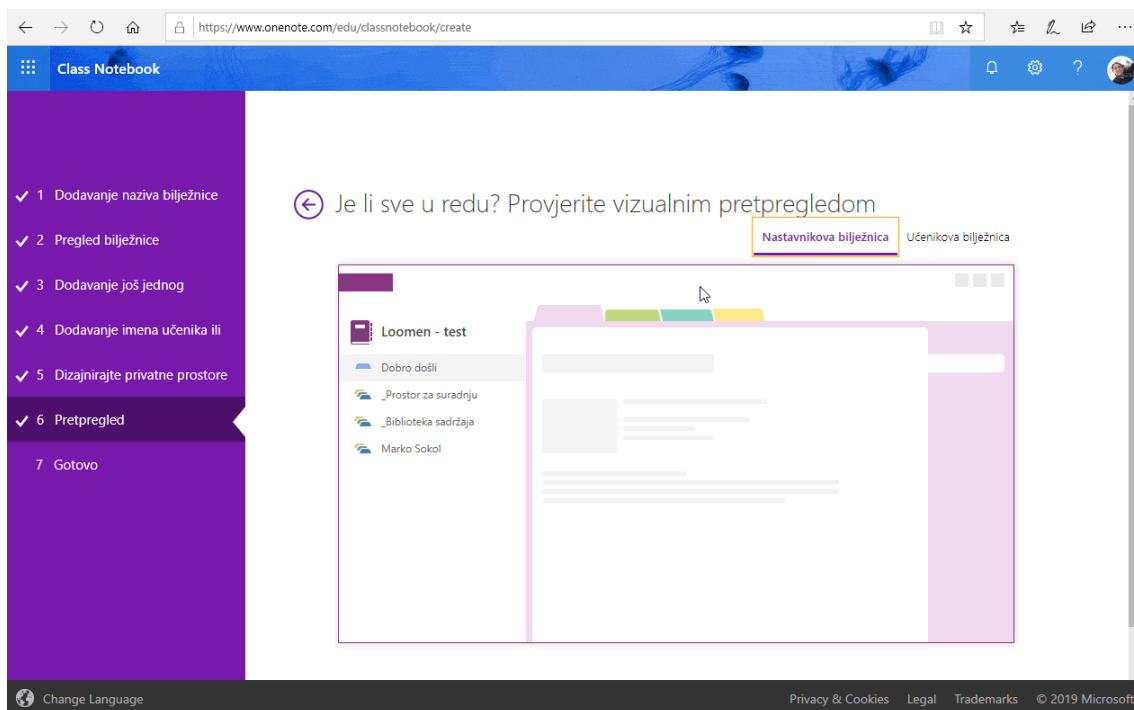 https://www.onenote.com/edu/classnotebook/create
Class Notebook
?
1 Dodavanje naziva bilježnice
2 Pregled bilježnice
3 Dodavanje još jednog
4 Dodavanje imena učenika ili
5 Dizajnirajte privatne prostore
6 Pretpregled
7 Gotovo
Je li sve u redu? Provjerite vizualnim pretpregledom
Nastavnikova bilježnica Učenikova bilježnica
Loomen - test
Dobro došli
_Prostor za suradnju
_Biblioteka sadržaja
Marko Sokol
Change Language
Privacy & Cookies Legal Trademarks © 2019 Microsoft